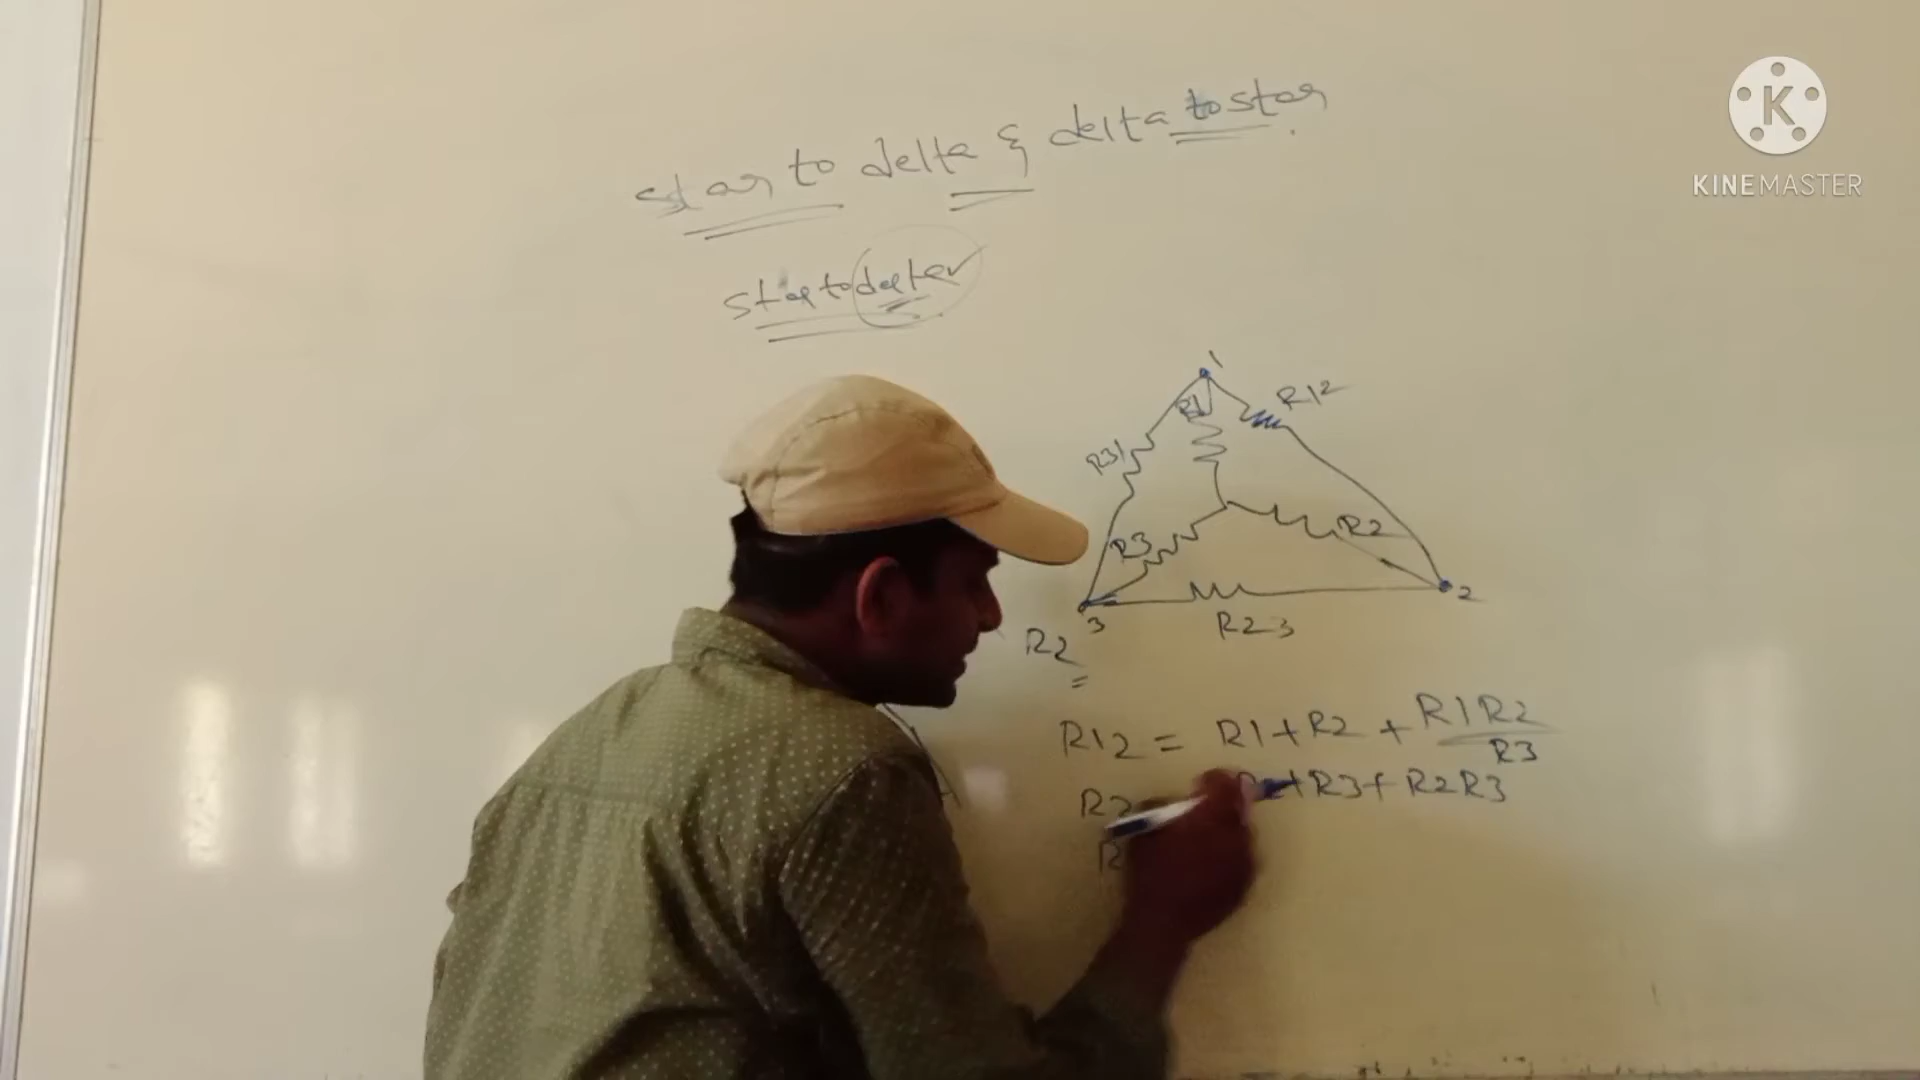 star to delta & delta to star
star to delta
KINEMASTER
1
R12
R1
R31
R2
R3
2
3
R23
R2
R12 = R1 + R2 + R1R2 / R3
R2 + R3 + R2R3